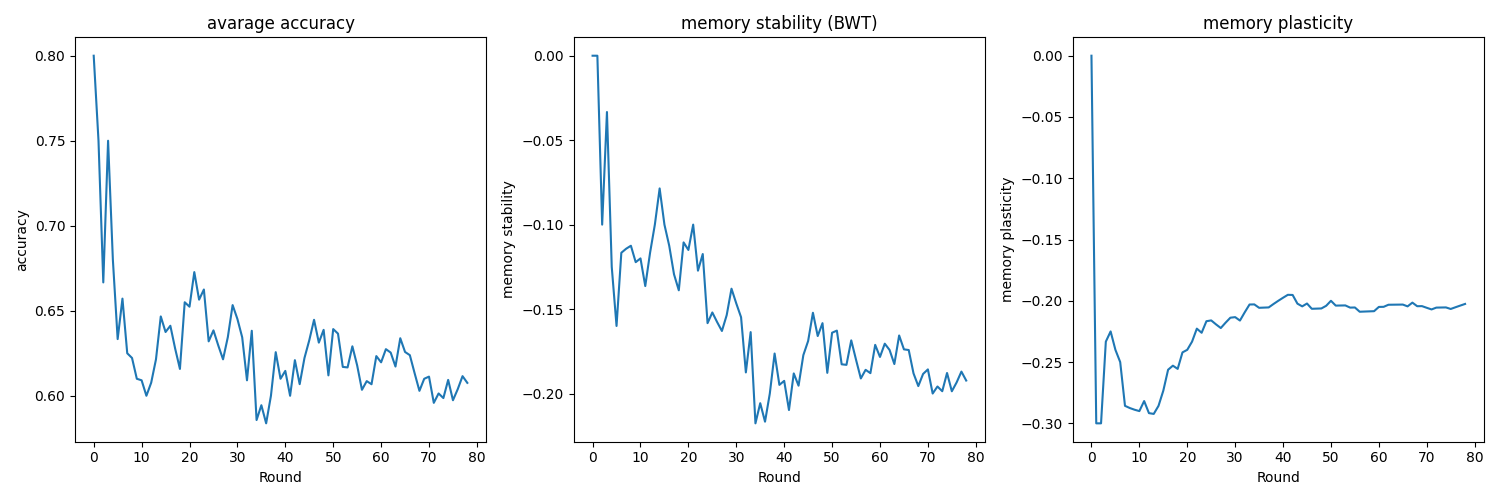 avarage accuracy
accuracy
0.80
0.75
0.70
0.65
0.60
0 10 20 30 40 50 60 70 80
Round
memory stability (BWT)
memory stability
0.00
−0.05
−0.10
−0.15
−0.20
0 10 20 30 40 50 60 70 80
Round
memory plasticity
memory plasticity
0.00
−0.05
−0.10
−0.15
−0.20
−0.25
−0.30
0 10 20 30 40 50 60 70 80
Round